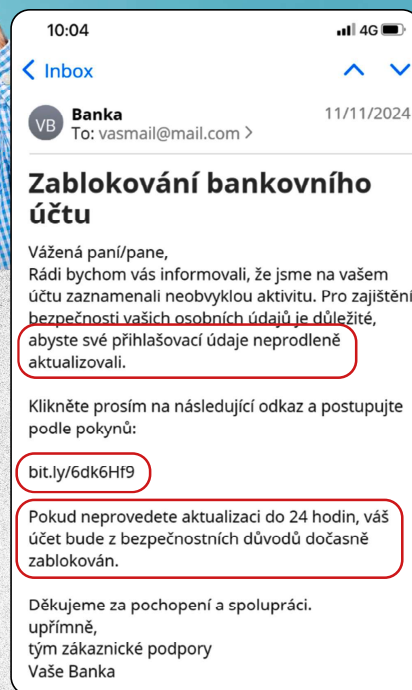 10:04
4G
Inbox
VB
Banka
11/11/2024
To: vasmail@mail.com >
Zablokování bankovního
účtu
Vážená paní/pane,
Rádi bychom vás informovali, že jsme na vašem
účtu zaznamenali neobvyklou aktivitu. Pro zajištění
bezpečnosti vašich osobních údajů je důležité,
abyste své přihlašovací údaje neprodleně
aktualizovali.
Klikněte prosím na následující odkaz a postupujte
podle pokynů:
bit.ly/6dk6Hf9
Pokud neprovedete aktualizaci do 24 hodin, váš
účet bude z bezpečnostních důvodů dočasně
zablokován.
Děkujeme za pochopení a spolupráci.
upřímně,
tým zákaznické podpory
Vaše Banka